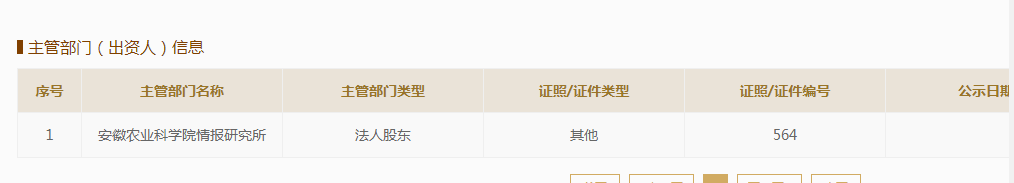 主管部门（出资人）信息
序号 主管部门名称 主管部门类型 证照/证件类型 证照/证件编号 公示日期
1 安徽农业科学院情报研究所 法人股东 其他 564